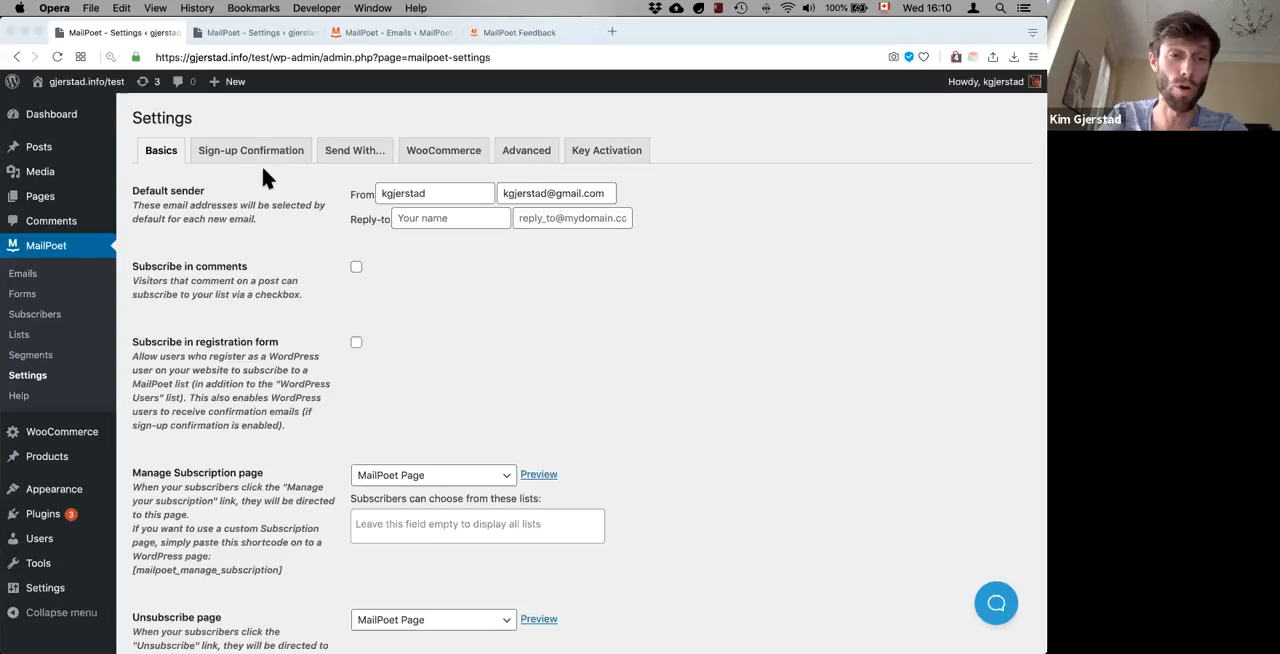 Opera File Edit View History Bookmarks Developer Window Help 100% Wed 16:10
MailPoet - Settings < gjerstad MailPoet - Settings < gjersta MailPoet - Emails < MailPoet MailPoet Feedback
https://gjerstad.info/test/wp-admin/admin.php?page=mailpoet-settings
gjerstad.info/test 3 0 New Howdy, kgjerstad
Kim Gjerstad
Dashboard
Posts
Media
Pages
Comments
MailPoet
Emails
Forms
Subscribers
Lists
Segments
Settings
Help
WooCommerce
Products
Appearance
Plugins 3
Users
Tools
Settings
Collapse menu
Settings
Basics Sign-up Confirmation Send With... WooCommerce Advanced Key Activation
Default sender
These email addresses will be selected by
default for each new email.
From kgjerstad kgjerstad@gmail.com
Reply-to Your name reply_to@mydomain.co
Subscribe in comments
Visitors that comment on a post can
subscribe to your list via a checkbox.
Subscribe in registration form
Allow users who register as a WordPress
user on your website to subscribe to a
MailPoet list (in addition to the "WordPress
Users" list). This also enables WordPress
users to receive confirmation emails (if
sign-up confirmation is enabled).
Manage Subscription page
When your subscribers click the "Manage
your subscription" link, they will be directed
to this page.
If you want to use a custom Subscription
page, simply paste this shortcode on to a
WordPress page:
[mailpoet_manage_subscription]
MailPoet Page Preview
Subscribers can choose from these lists:
Leave this field empty to display all lists
Unsubscribe page
When your subscribers click the
"Unsubscribe" link, they will be directed to
MailPoet Page Preview